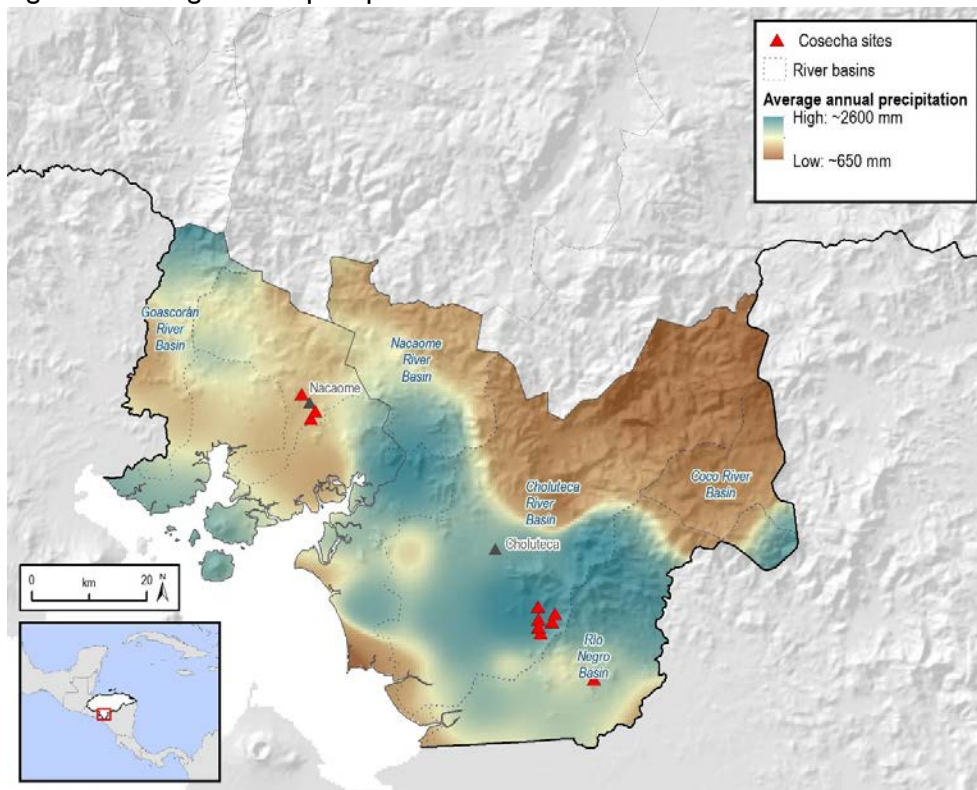 Cosecha sites
River basins
Average annual precipitation
High: ~2600 mm
Low: ~650 mm
Goascorán
River
Basin
Nacaome
River
Basin
Nacaome
Coco River
Basin
Choluteca
River
Basin
Choluteca
Río
Negro
Basin
0 20
km
N